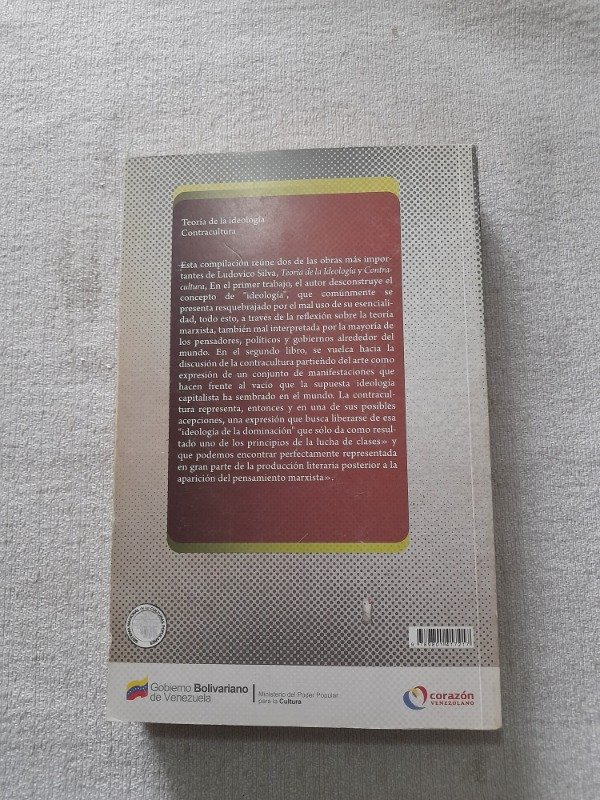 Teoría de la ideología
Contracultura
Esta compilación reúne dos de las obras más impor-
tantes de Ludovico Silva, Teoría de la Ideología y Contra-
cultura, En el primer trabajo, el autor desconstruye el
concepto de "ideología", que comúnmente se
presenta resquebrajado por el mal uso de su esenciali-
dad, todo esto, a través de la reflexión sobre la teoría
marxista, también mal interpretada por la mayoría de
los pensadores, políticos y gobiernos alrededor del
mundo. En el segundo libro, se vuelca hacia la
discusión de la contracultura partiendo del arte como
expresión de un conjunto de manifestaciones que
hacen frente al vacío que la supuesta ideología
capitalista ha sembrado en el mundo. La contracul-
tura representa, entonces y en una de sus posibles
acepciones, una expresión que busca liberarse de esa
"ideología de la dominación" que sólo da como resul-
tado uno de los principios de la lucha de clases» y
que podemos encontrar perfectamente representada
en gran parte de la producción literaria posterior a la
aparición del pensamiento marxista».
Gobierno Bolivariano
de Venezuela
Ministerio del Poder Popular
para la Cultura
corazón
VENEZOLANO